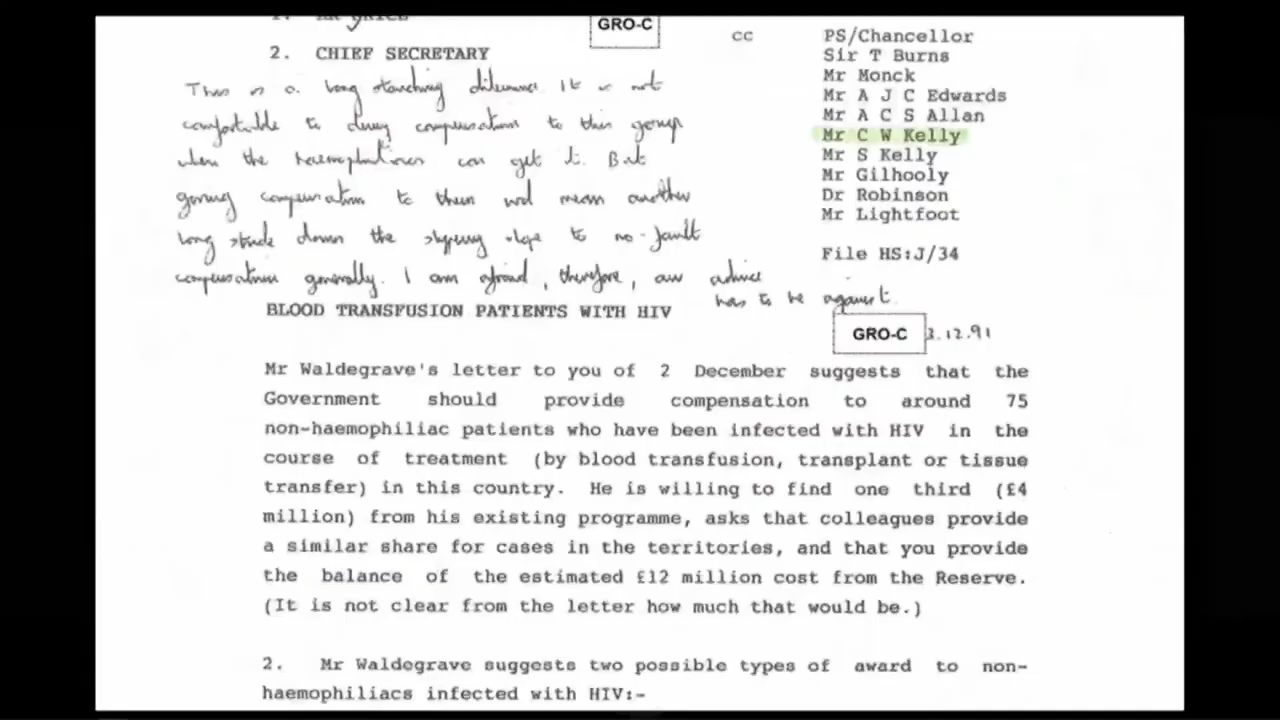 GRO-C
2. CHIEF SECRETARY
cc
PS/Chancellor
Sir T Burns
Mr Monck
Mr A J C Edwards
Mr A C S Allan
Mr C W Kelly
Mr S Kelly
Mr Gilhooly
Dr Robinson
Mr Lightfoot
File HS:J/34
This is a long standing dilemma. It is not
comfortable to deny compensation to this group
when the haemophiliacs can get it. But
giving compensation to them wd mean another
long stride down the slippery slope to no-fault
compensation generally. I am afraid, therefore, our advice
has to be against.
GRO-C
3.12.91
BLOOD TRANSFUSION PATIENTS WITH HIV
Mr Waldegrave's letter to you of 2 December suggests that the
Government should provide compensation to around 75
non-haemophiliac patients who have been infected with HIV in the
course of treatment (by blood transfusion, transplant or tissue
transfer) in this country. He is willing to find one third (£4
million) from his existing programme, asks that colleagues provide
a similar share for cases in the territories, and that you provide
the balance of the estimated £12 million cost from the Reserve.
(It is not clear from the letter how much that would be.)
2. Mr Waldegrave suggests two possible types of award to non-
haemophiliacs infected with HIV:-